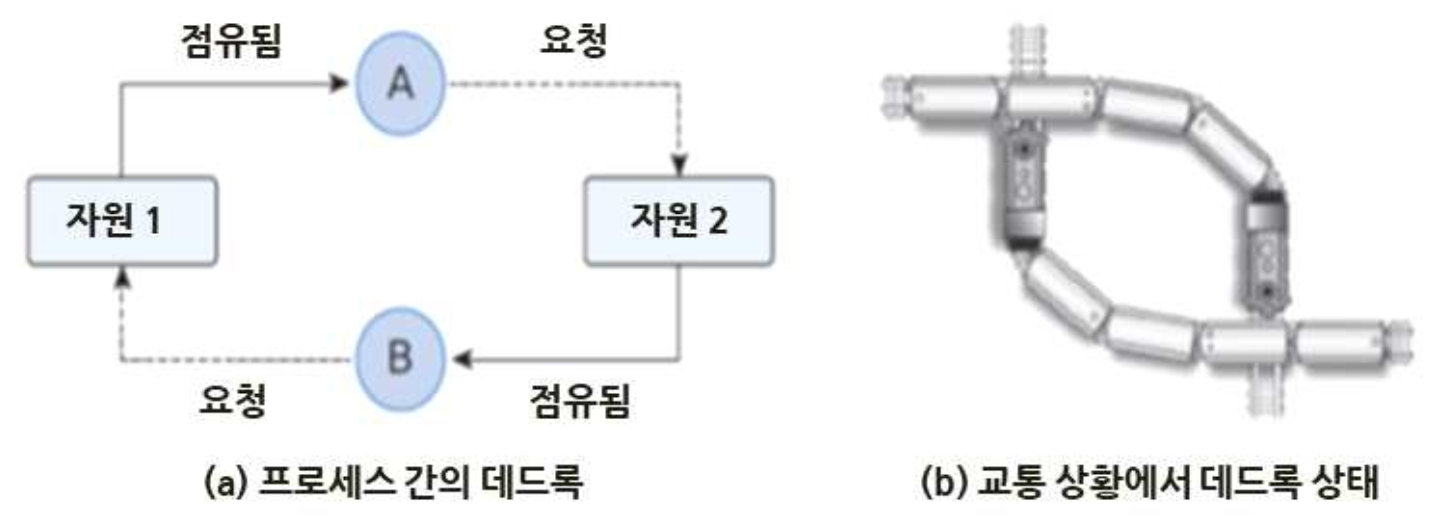 점유됨
A
요청
자원 1
자원 2
요청
B
점유됨
(a) 프로세스 간의 데드록
(b) 교통 상황에서 데드록 상태